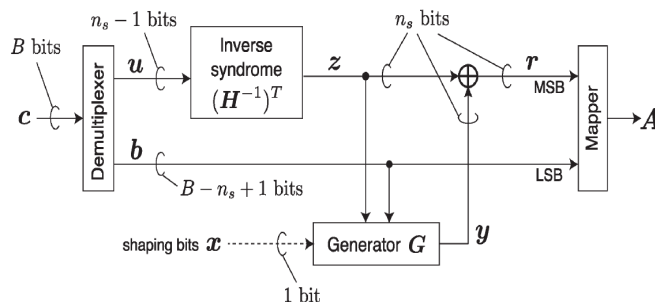 n_s − 1 bits
n_s bits
B bits
u
Inverse
syndrome
(H^{-1})^T
z
r
MSB
c
Demultiplexer
Mapper
A
b
LSB
B − n_s + 1 bits
shaping bits x
Generator G
y
1 bit